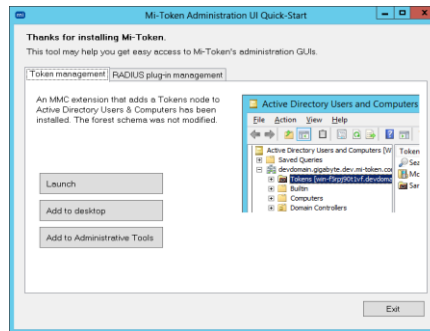 Mi-Token Administration UI Quick-Start
Thanks for installing Mi-Token.
This tool may help you get easy access to Mi-Token's administration GUIs.
Token management
RADIUS plug-in management
An MMC extension that adds a Tokens node to
Active Directory Users & Computers has been
installed. The forest schema was not modified.
Launch
Add to desktop
Add to Administrative Tools
Active Directory Users and Computers
File Action View Help
Active Directory Users and Computers [W
Saved Queries
devdomain.gigabyte.dev.mi-token.co
Tokens
Builtin
Computers
Domain Controllers
Token
Sea
Mc
Sar
Exit